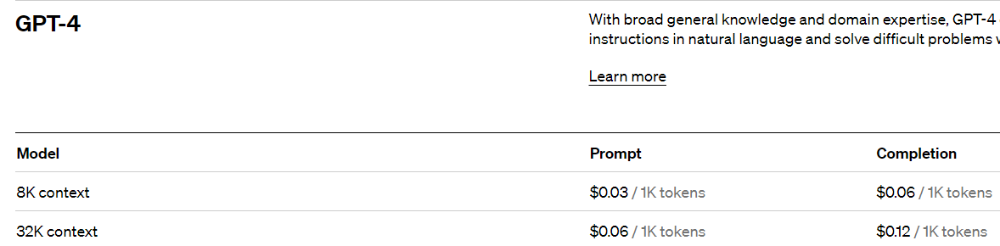 GPT-4
With broad general knowledge and domain expertise, GPT-4
instructions in natural language and solve difficult problems
Learn more
Model Prompt Completion
8K context $0.03 / 1K tokens $0.06 / 1K tokens
32K context $0.06 / 1K tokens $0.12 / 1K tokens